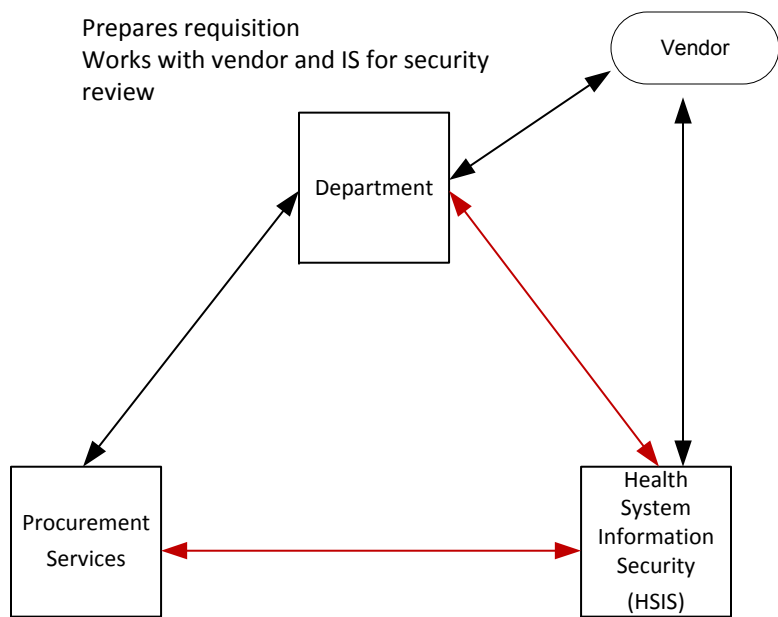 Prepares requisition
Works with vendor and IS for security
review
Vendor
Department
Procurement
Services
Health
System
Information
Security
(HSIS)